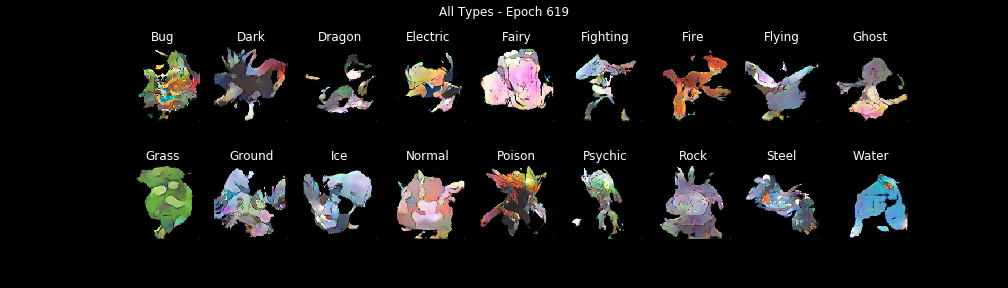 All Types - Epoch 619
Bug Dark Dragon Electric Fairy Fighting Fire Flying Ghost
Grass Ground Ice Normal Poison Psychic Rock Steel Water